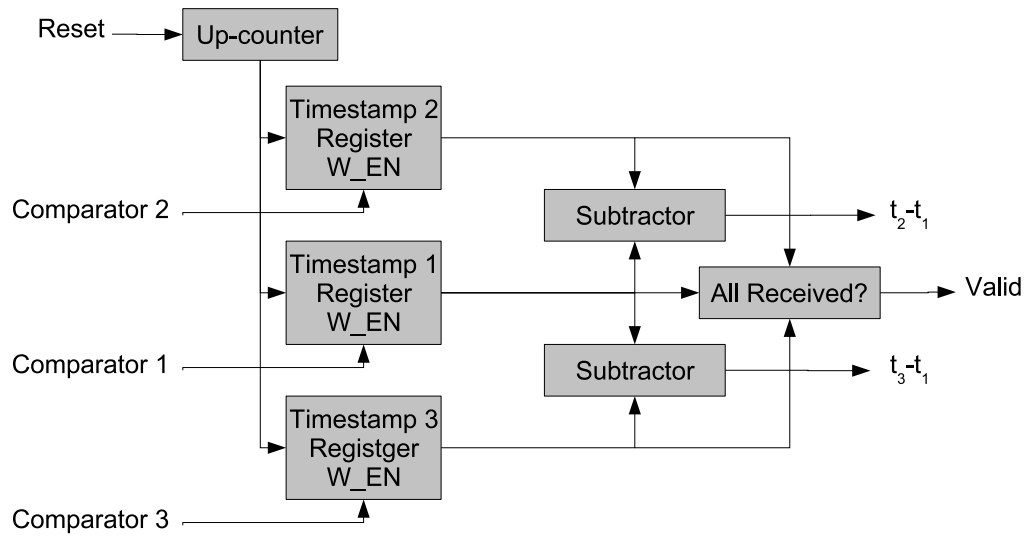 Reset
Up-counter
Timestamp 2
Register
W_EN
Comparator 2
Subtractor
t2-t1
Timestamp 1
Register
W_EN
All Received?
Valid
Comparator 1
Subtractor
t3-t1
Timestamp 3
Registger
W_EN
Comparator 3